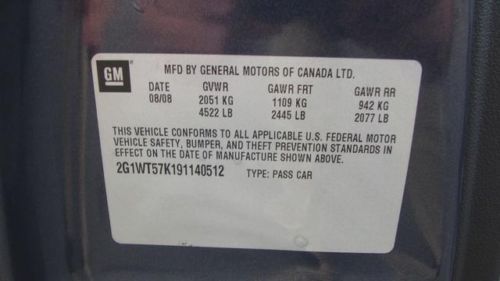 GM
MFD BY GENERAL MOTORS OF CANADA LTD.
DATE GVWR GAWR FRT GAWR RR
08/08 2051 KG 1109 KG 942 KG
4522 LB 2445 LB 2077 LB
THIS VEHICLE CONFORMS TO ALL APPLICABLE U.S. FEDERAL MOTOR
VEHICLE SAFETY, BUMPER, AND THEFT PREVENTION STANDARDS IN
EFFECT ON THE DATE OF MANUFACTURE SHOWN ABOVE.
2G1WT57K191140512 TYPE: PASS CAR